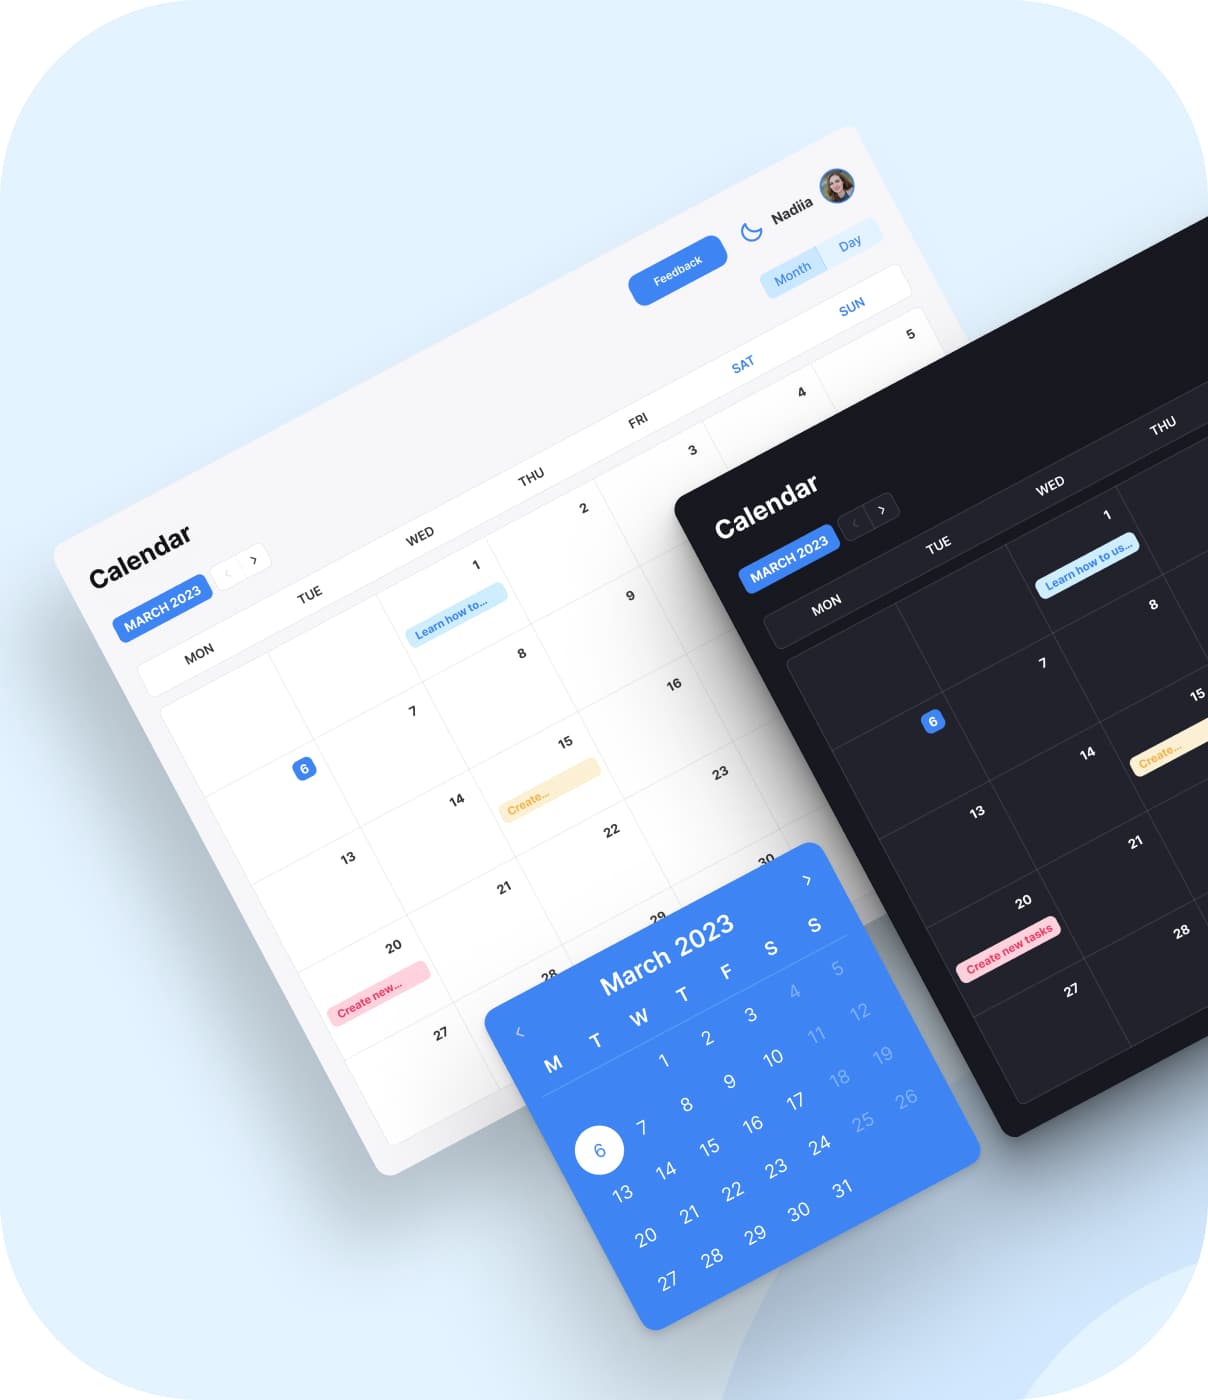 Nadiia
Feedback
Month Day
Calendar
MARCH 2023
MON TUE WED THU FRI SAT SUN
1 2 3 4 5
Learn how to...
6 7 8 9
13 14 15 16
Create...
20 21 22 23
Create new...
27 28 29 30
Calendar
MARCH 2023
MON TUE WED THU
1
Learn how to us...
6 7 8
13 14 15
Create...
20 21
Create new tasks
27 28
March 2023
M T W T F S S
1 2 3 4 5
6 7 8 9 10 11 12
13 14 15 16 17 18 19
20 21 22 23 24 25 26
27 28 29 30 31